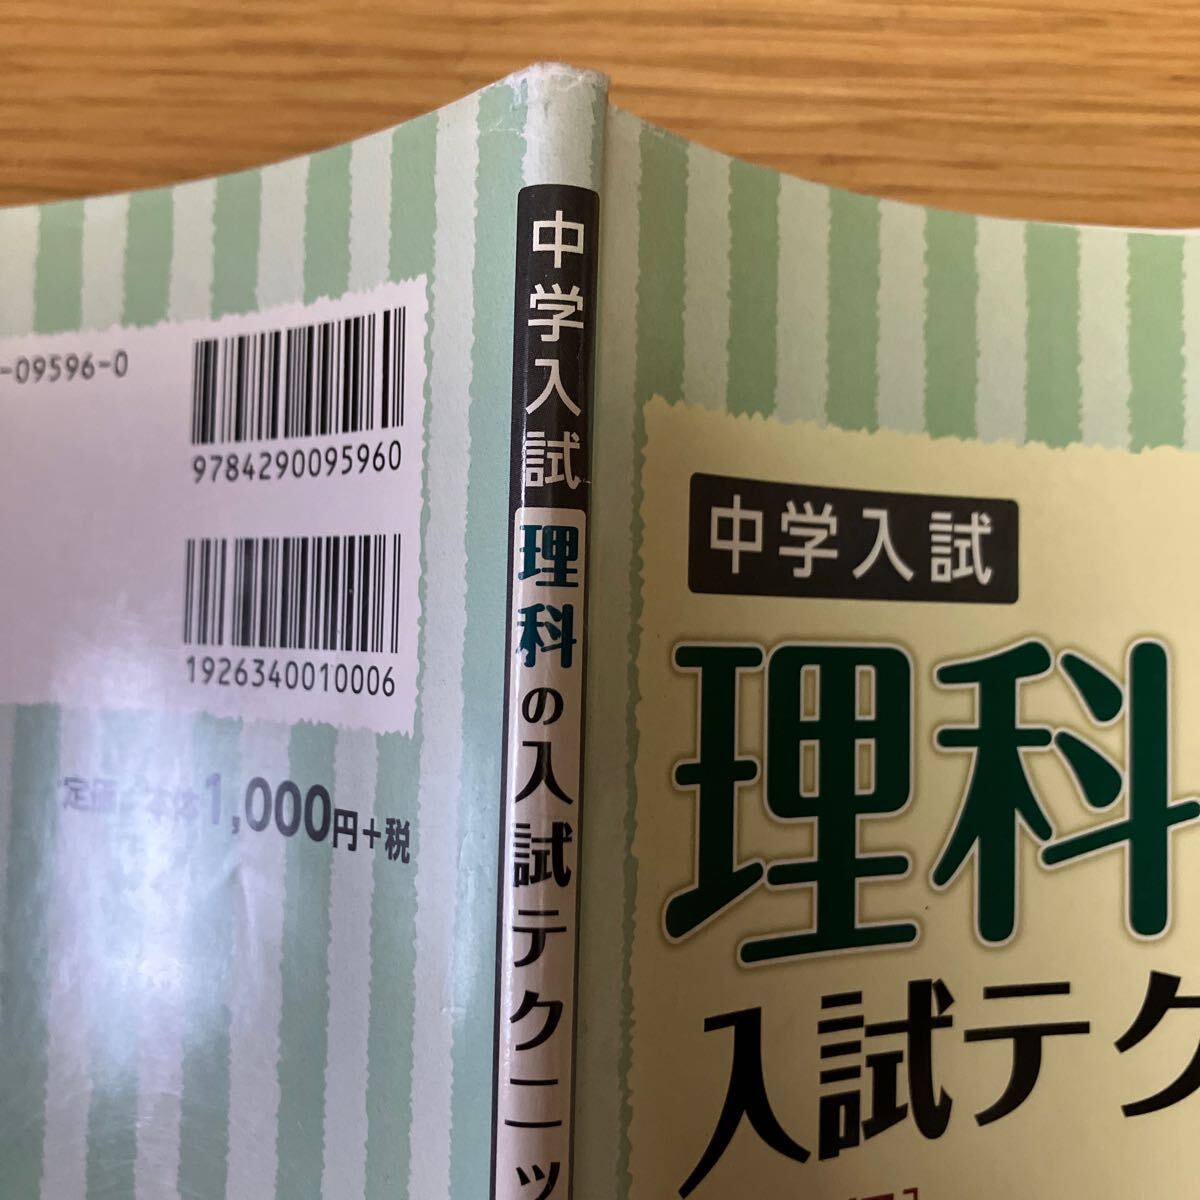 -09596-0
9784290095960
1926340010006
定価 本体1,000円+税
中学入試 理科の入試テクニッ
中学入試
理科
入試テク